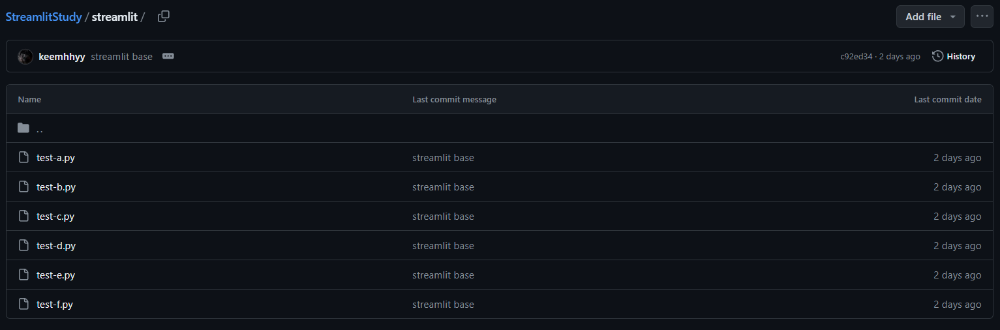 StreamlitStudy / streamlit /
Add file
keemhhyy streamlit base
c92ed34 · 2 days ago
History
Name Last commit message Last commit date
..
test-a.py streamlit base 2 days ago
test-b.py streamlit base 2 days ago
test-c.py streamlit base 2 days ago
test-d.py streamlit base 2 days ago
test-e.py streamlit base 2 days ago
test-f.py streamlit base 2 days ago